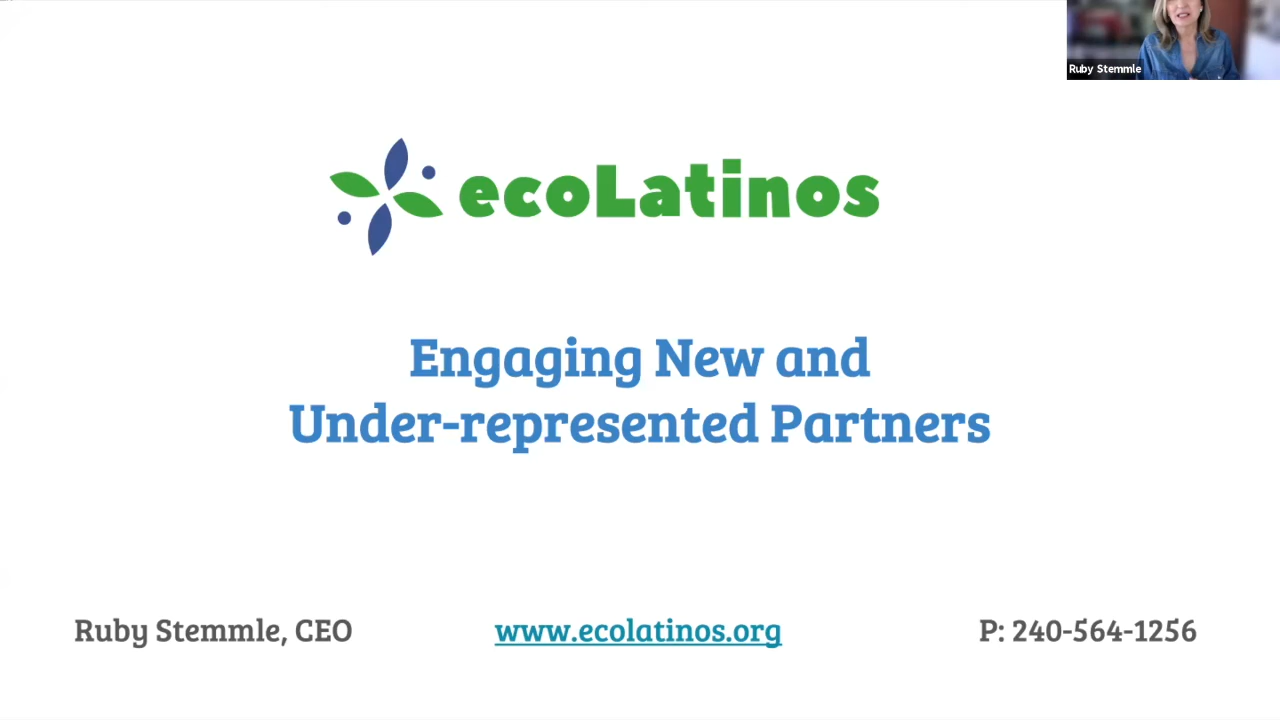 Ruby Stemmle
ecoLatinos
Engaging New and
Under-represented Partners
Ruby Stemmle, CEO
www.ecolatinos.org
P: 240-564-1256